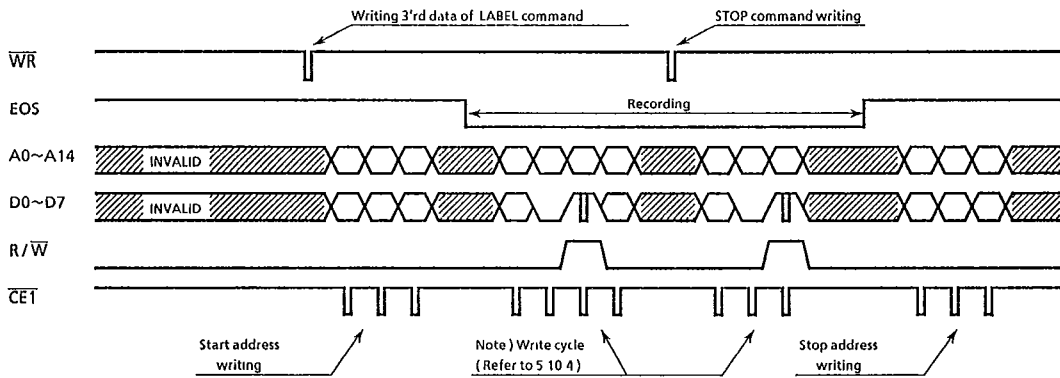 Writing 3'rd data of LABEL command
STOP command writing
WR
EOS
Recording
A0~A14
INVALID
D0~D7
INVALID
R/W
CE1
Start address
writing
Note ) Write cycle
( Refer to 5 10 4 )
Stop address
writing